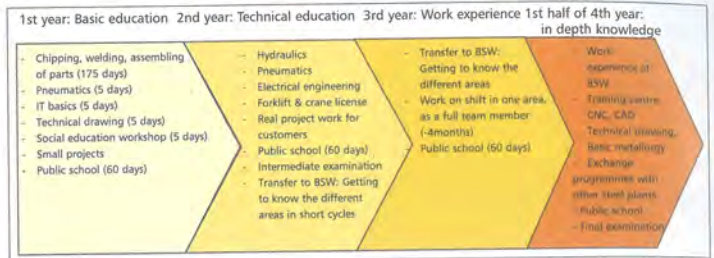 1st year: Basic education 2nd year: Technical education 3rd year: Work experience 1st half of 4th year:
in depth knowledge
- Chipping, welding, assembling
of parts (175 days)
- Pneumatics (5 days)
- IT basics (5 days)
- Technical drawing (5 days)
- Social education workshop (5 days)
- Small projects
- Public school (60 days)
- Hydraulics
- Pneumatics
- Electrical engineering
- Forklift & crane license
- Real project work for
customers
- Public school (60 days)
- Intermediate examination
- Transfer to BSW: Getting
to know the different
areas in short cycles
- Transfer to BSW:
Getting to know the
different areas
- Work on shift in one area,
as a full team member
(-4months)
- Public school (60 days)
- Work
experience at
BSW
- Training centre
CNC, CAD
- Technical drawing,
Basic metallurgy
- Exchange
programmes with
other steel plants
- Public school
- Final examination